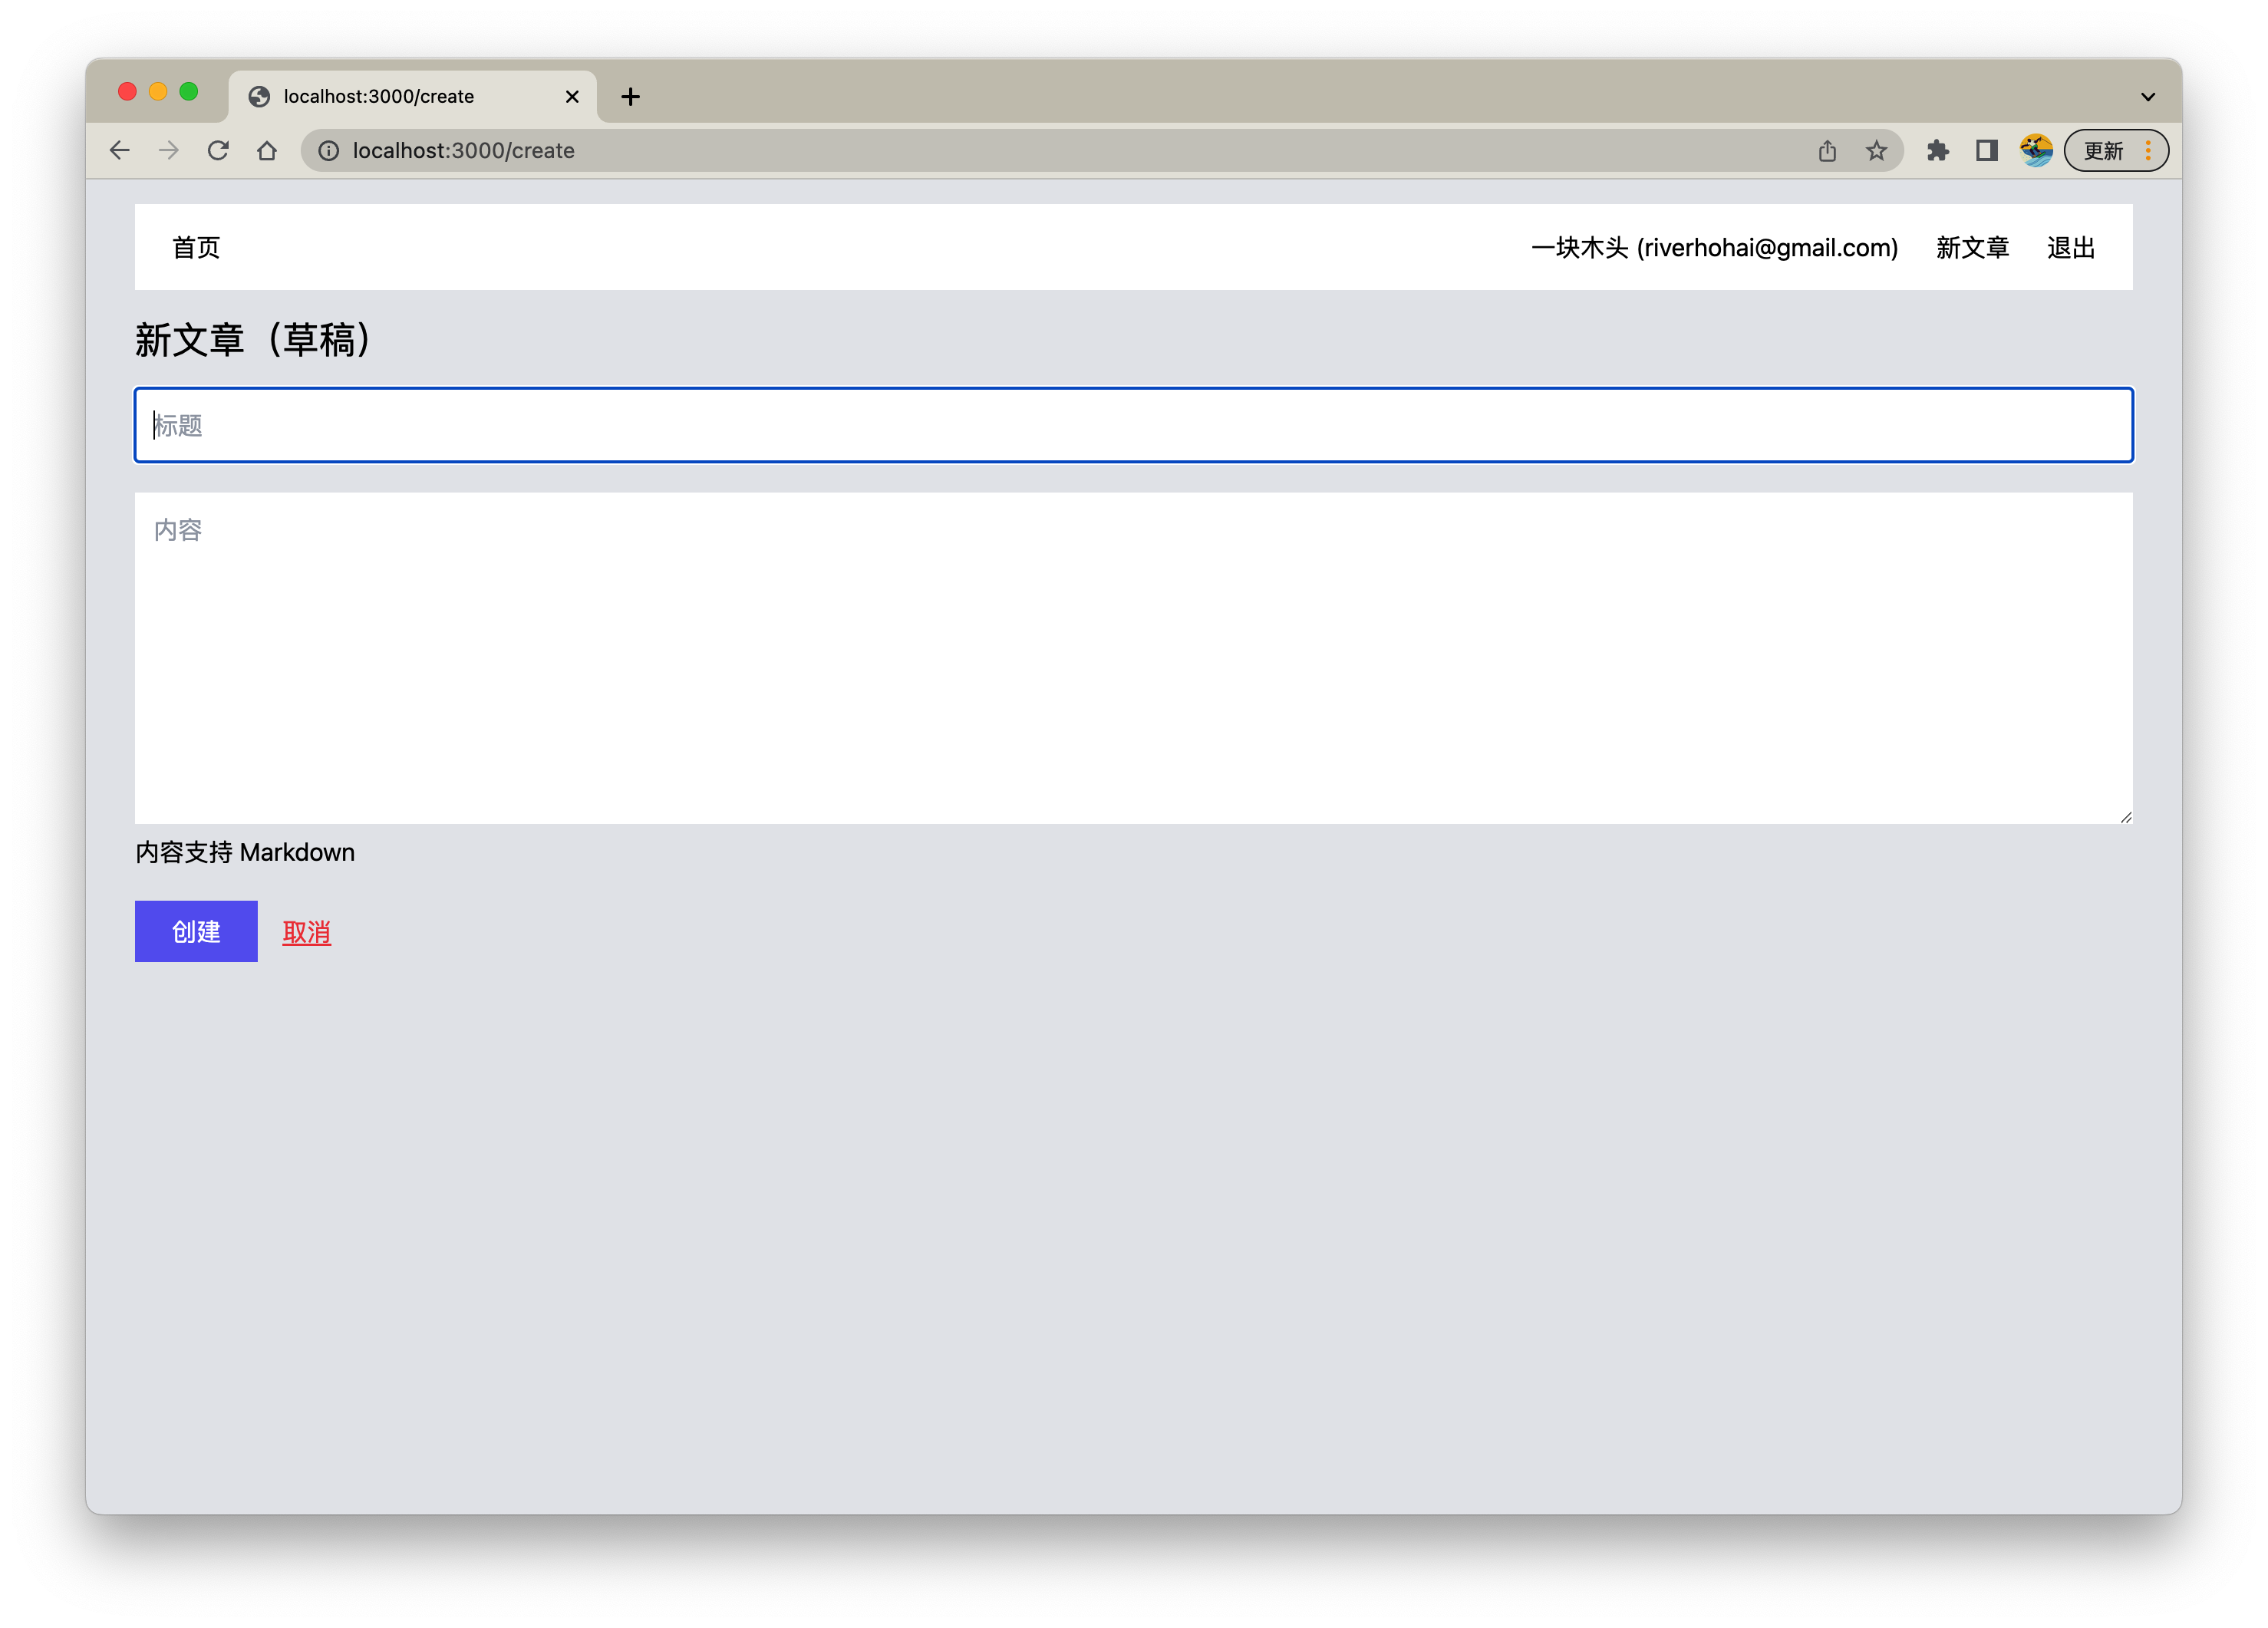 localhost:3000/create
localhost:3000/create
更新
首页
一块木头 (riverhohai@gmail.com)
新文章
退出
新文章（草稿）
标题
内容
内容支持 Markdown
创建
取消